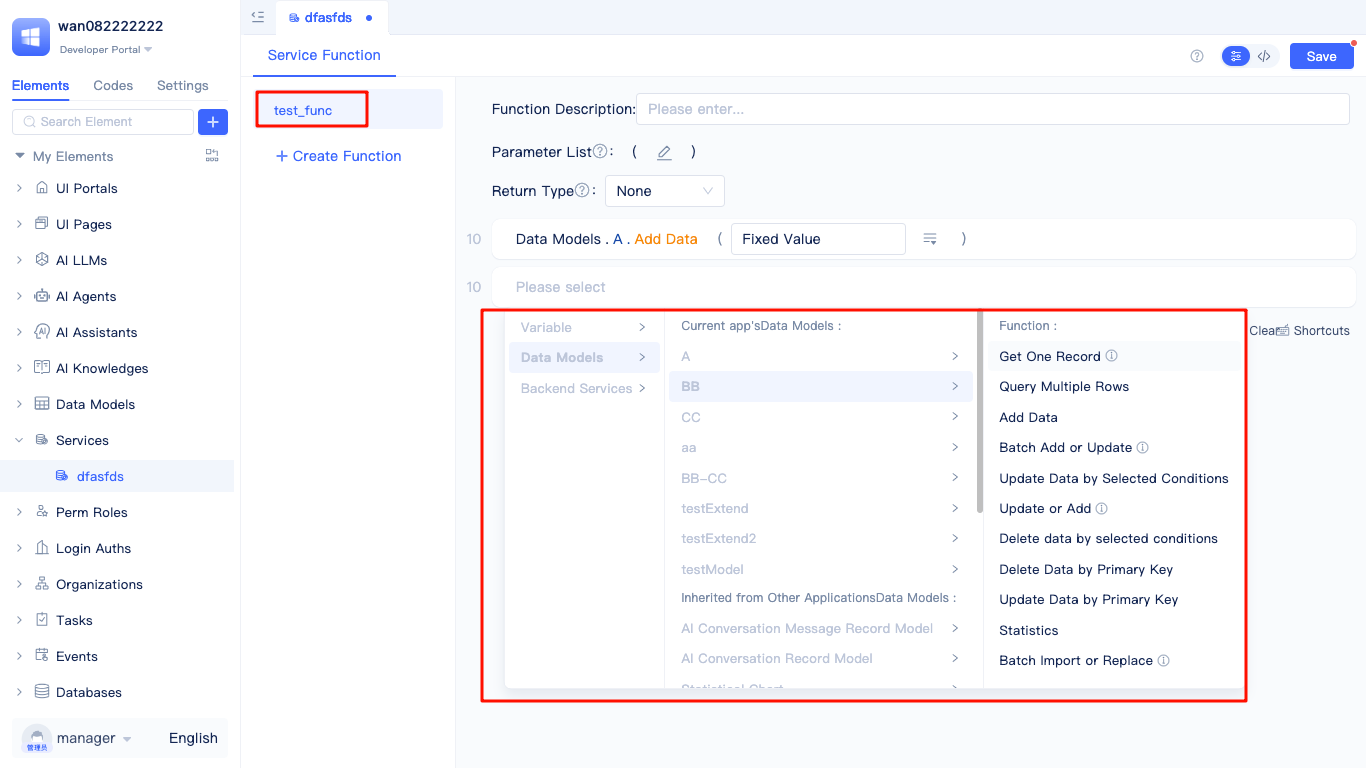 wan082222222
Developer Portal
Elements Codes Settings
Search Element
My Elements
UI Portals
UI Pages
AI LLMs
AI Agents
AI Assistants
AI Knowledges
Data Models
Services
dfasfds
Perm Roles
Login Auths
Organizations
Tasks
Events
Databases
管理员
manager
English
dfasfds
Service Function
Save
test_func
+ Create Function
Function Description: Please enter...
Parameter List : ( )
Return Type : None
10 Data Models . A . Add Data ( Fixed Value )
10 Please select
Variable
Data Models
Backend Services
Current app'sData Models :
A
BB
CC
aa
BB-CC
testExtend
testExtend2
testModel
Inherited from Other ApplicationsData Models :
AI Conversation Message Record Model
AI Conversation Record Model
Statistical Chart
Function :
Get One Record
Query Multiple Rows
Add Data
Batch Add or Update
Update Data by Selected Conditions
Update or Add
Delete data by selected conditions
Delete Data by Primary Key
Update Data by Primary Key
Statistics
Batch Import or Replace
Clear Shortcuts